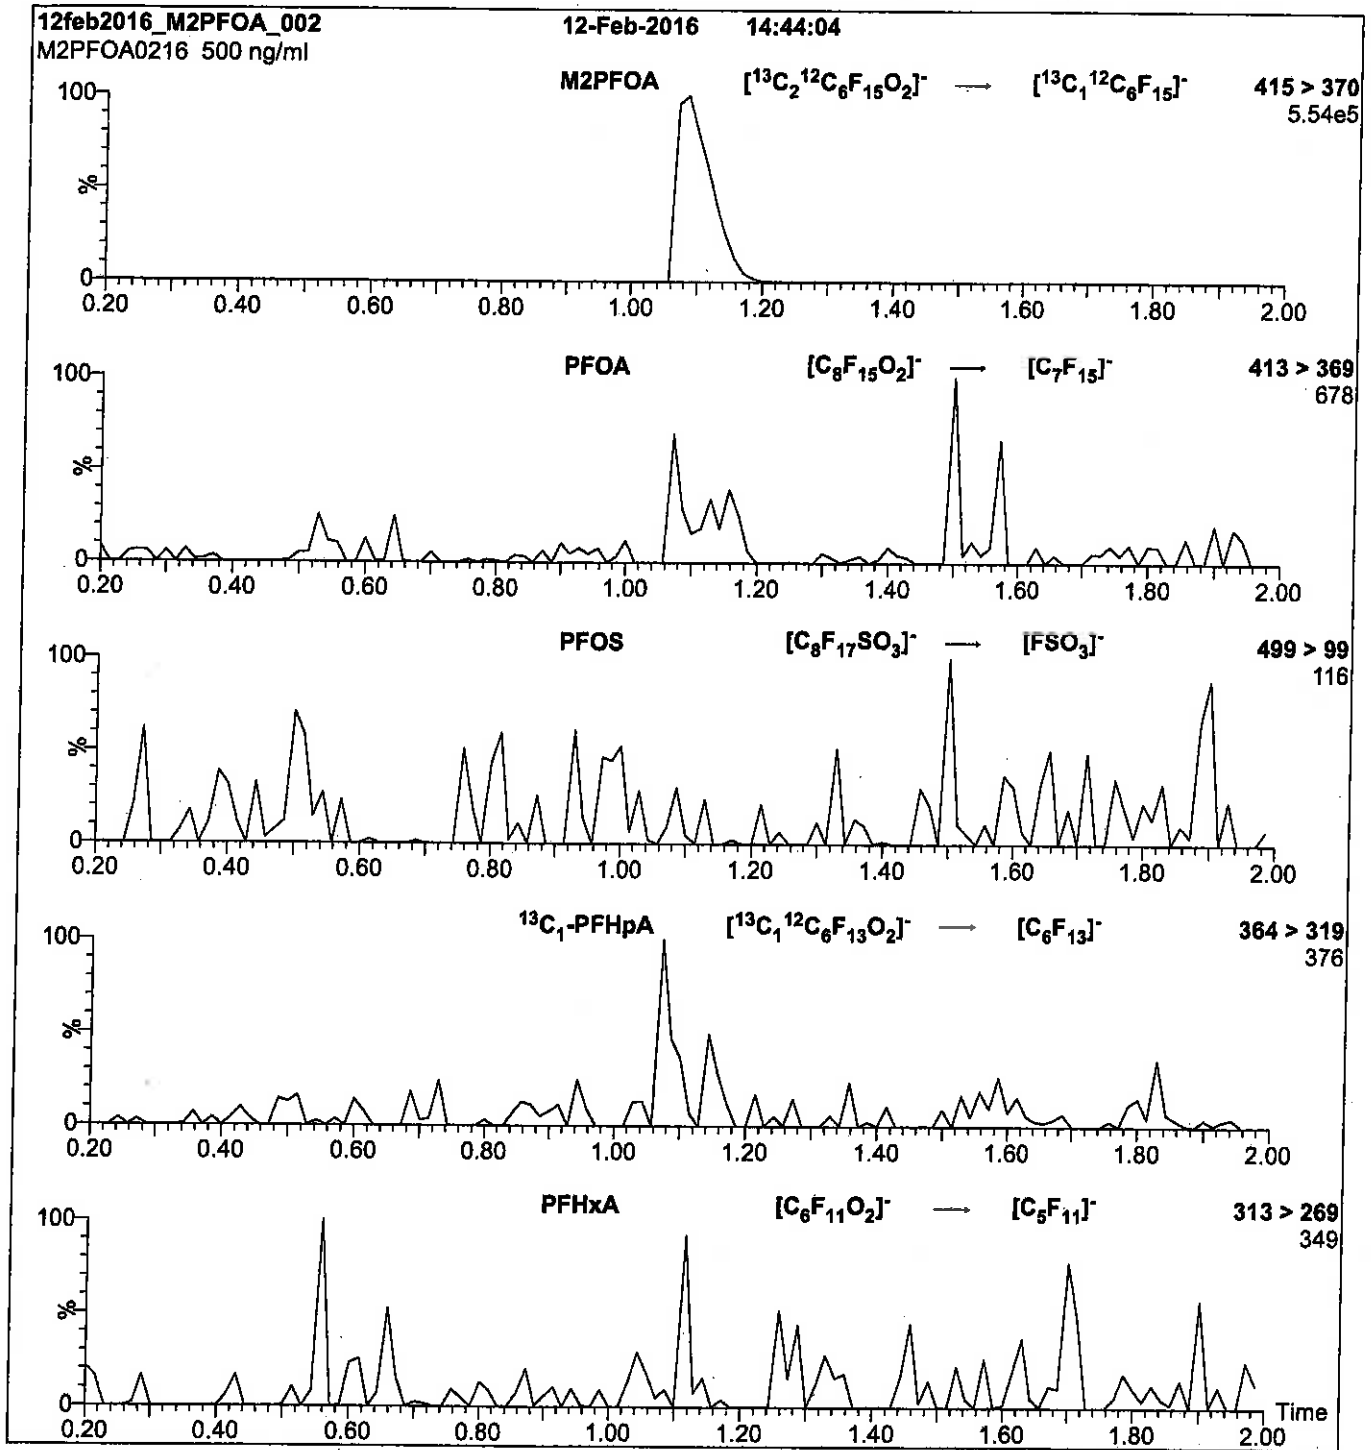 12feb2016_M2PFOA_002 12-Feb-2016 14:44:04
M2PFOA0216 500 ng/ml
M2PFOA [¹³C₂¹²C₆F₁₅O₂]⁻ → [¹³C₁¹²C₆F₁₅]⁻ 415 > 370
5.54e5
100
%
0
0.20 0.40 0.60 0.80 1.00 1.20 1.40 1.60 1.80 2.00
PFOA [C₈F₁₅O₂]⁻ → [C₇F₁₅]⁻ 413 > 369
678
100
%
0
0.20 0.40 0.60 0.80 1.00 1.20 1.40 1.60 1.80 2.00
PFOS [C₈F₁₇SO₃]⁻ → [FSO₃]⁻ 499 > 99
116
100
%
0
0.20 0.40 0.60 0.80 1.00 1.20 1.40 1.60 1.80 2.00
¹³C₁-PFHpA [¹³C₁¹²C₆F₁₃O₂]⁻ → [C₆F₁₃]⁻ 364 > 319
376
100
%
0
0.20 0.40 0.60 0.80 1.00 1.20 1.40 1.60 1.80 2.00
PFHxA [C₆F₁₁O₂]⁻ → [C₅F₁₁]⁻ 313 > 269
349
100
%
0
Time
0.20 0.40 0.60 0.80 1.00 1.20 1.40 1.60 1.80 2.00